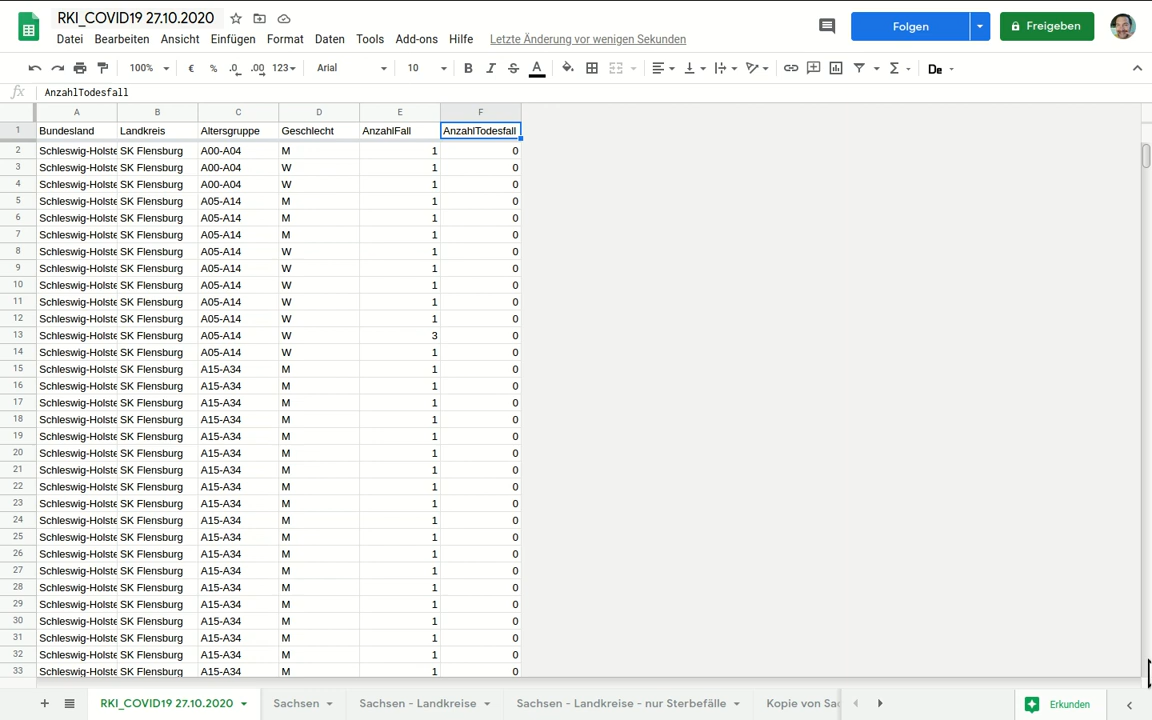 RKI_COVID19 27.10.2020
Folgen
Freigeben
Datei Bearbeiten Ansicht Einfügen Format Daten Tools Add-ons Hilfe Letzte Änderung vor wenigen Sekunden
100% € % .0 .00 123 Arial 10 B I S A Σ De
fx AnzahlTodesfall
A B C D E F
1 Bundesland Landkreis Altersgruppe Geschlecht AnzahlFall AnzahlTodesfall
2 Schleswig-Holste SK Flensburg A00-A04 M 1 0
3 Schleswig-Holste SK Flensburg A00-A04 W 1 0
4 Schleswig-Holste SK Flensburg A00-A04 W 1 0
5 Schleswig-Holste SK Flensburg A05-A14 M 1 0
6 Schleswig-Holste SK Flensburg A05-A14 M 1 0
7 Schleswig-Holste SK Flensburg A05-A14 M 1 0
8 Schleswig-Holste SK Flensburg A05-A14 W 1 0
9 Schleswig-Holste SK Flensburg A05-A14 W 1 0
10 Schleswig-Holste SK Flensburg A05-A14 W 1 0
11 Schleswig-Holste SK Flensburg A05-A14 W 1 0
12 Schleswig-Holste SK Flensburg A05-A14 W 1 0
13 Schleswig-Holste SK Flensburg A05-A14 W 3 0
14 Schleswig-Holste SK Flensburg A05-A14 W 1 0
15 Schleswig-Holste SK Flensburg A15-A34 M 1 0
16 Schleswig-Holste SK Flensburg A15-A34 M 1 0
17 Schleswig-Holste SK Flensburg A15-A34 M 1 0
18 Schleswig-Holste SK Flensburg A15-A34 M 1 0
19 Schleswig-Holste SK Flensburg A15-A34 M 1 0
20 Schleswig-Holste SK Flensburg A15-A34 M 1 0
21 Schleswig-Holste SK Flensburg A15-A34 M 1 0
22 Schleswig-Holste SK Flensburg A15-A34 M 1 0
23 Schleswig-Holste SK Flensburg A15-A34 M 1 0
24 Schleswig-Holste SK Flensburg A15-A34 M 1 0
25 Schleswig-Holste SK Flensburg A15-A34 M 1 0
26 Schleswig-Holste SK Flensburg A15-A34 M 1 0
27 Schleswig-Holste SK Flensburg A15-A34 M 1 0
28 Schleswig-Holste SK Flensburg A15-A34 M 1 0
29 Schleswig-Holste SK Flensburg A15-A34 M 1 0
30 Schleswig-Holste SK Flensburg A15-A34 M 1 0
31 Schleswig-Holste SK Flensburg A15-A34 M 1 0
32 Schleswig-Holste SK Flensburg A15-A34 M 1 0
33 Schleswig-Holste SK Flensburg A15-A34 M 1 0
RKI_COVID19 27.10.2020 Sachsen Sachsen - Landkreise Sachsen - Landkreise - nur Sterbefälle Kopie von Sac Erkunden